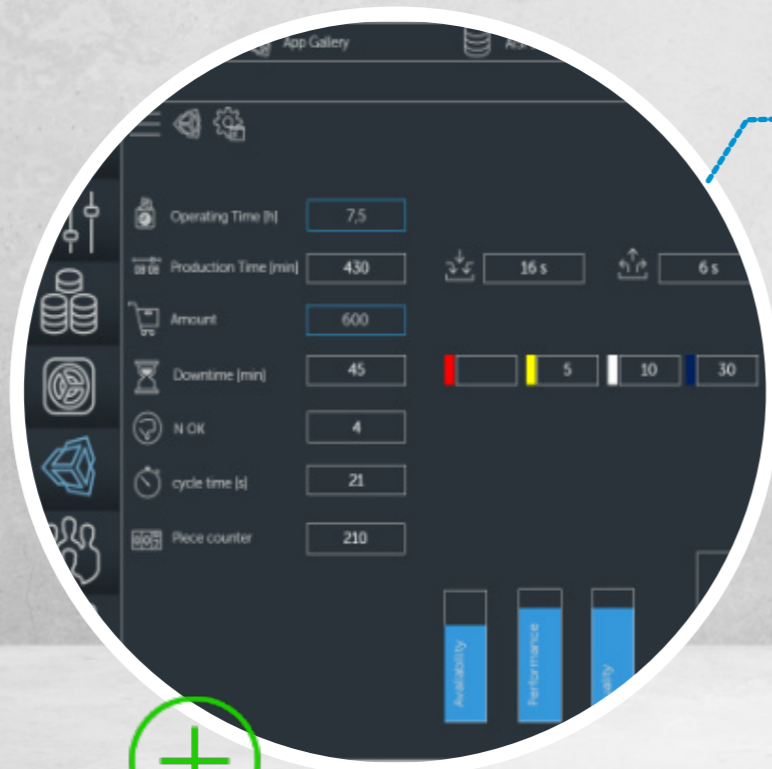 App Gallery
Operating Time [h] 7,5
Production Time [min] 430 16 s 6 s
Amount 600
Downtime [min] 45 5 10 30
N OK 4
cycle time [s] 21
Piece counter 210
Availability
Performance